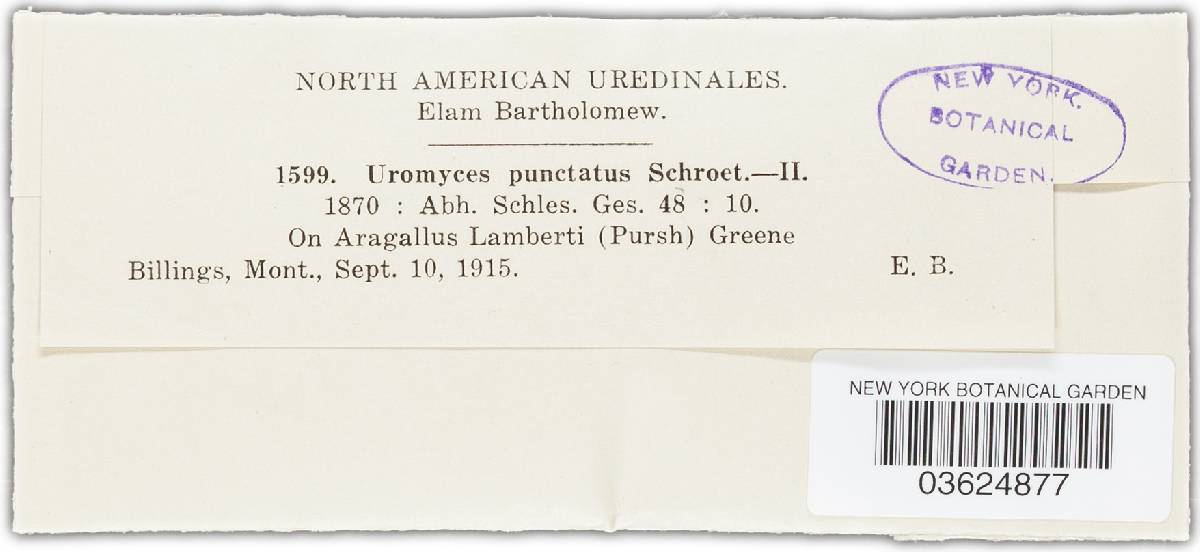 NORTH AMERICAN UREDINALES.
Elam Bartholomew.
1599. Uromyces punctatus Schroet.—II.
1870 : Abh. Schles. Ges. 48 : 10.
On Aragallus Lamberti (Pursh) Greene
Billings, Mont., Sept. 10, 1915. E. B.
NEW YORK.
BOTANICAL
GARDEN.
NEW YORK BOTANICAL GARDEN
03624877